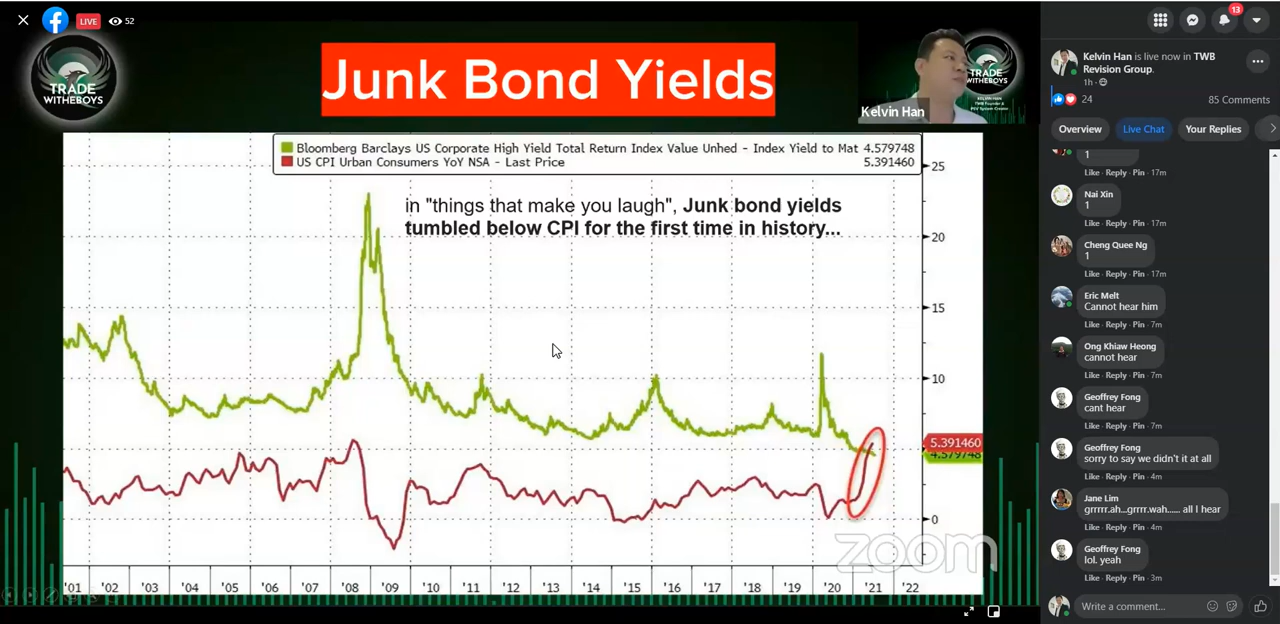 LIVE
52
TRADE
WITHEBOYS
Junk Bond Yields
TRADE
WITHEBOYS
KELVIN HAN
Kelvin Han
Bloomberg Barclays US Corporate High Yield Total Return Index Value Unhed - Index Yield to Mat 4.579748
US CPI Urban Consumers YoY NSA - Last Price 5.391460
in "things that make you laugh", Junk bond yields
tumbled below CPI for the first time in history...
25
20
15
10
5.391460
4.579748
0
zoom
'01 '02 '03 '04 '05 '06 '07 '08 '09 '10 '11 '12 '13 '14 '15 '16 '17 '18 '19 '20 '21 '22
13
Kelvin Han is live now in TWB
Revision Group.
1h
24
85 Comments
Overview
Live Chat
Your Replies
1
Like · Reply · Pin · 17m
Nai Xin
1
Like · Reply · Pin · 17m
Cheng Quee Ng
1
Like · Reply · Pin · 17m
Eric Melt
Cannot hear him
Like · Reply · Pin · 7m
Ong Khiaw Heong
cannot hear
Like · Reply · Pin · 7m
Geoffrey Fong
cant hear
Like · Reply · Pin · 7m
Geoffrey Fong
sorry to say we didn't it at all
Like · Reply · Pin · 4m
Jane Lim
grrrrr.ah...grrrr.wah...... all I hear
Like · Reply · Pin · 4m
Geoffrey Fong
lol. yeah
Like · Reply · Pin · 3m
Write a comment...